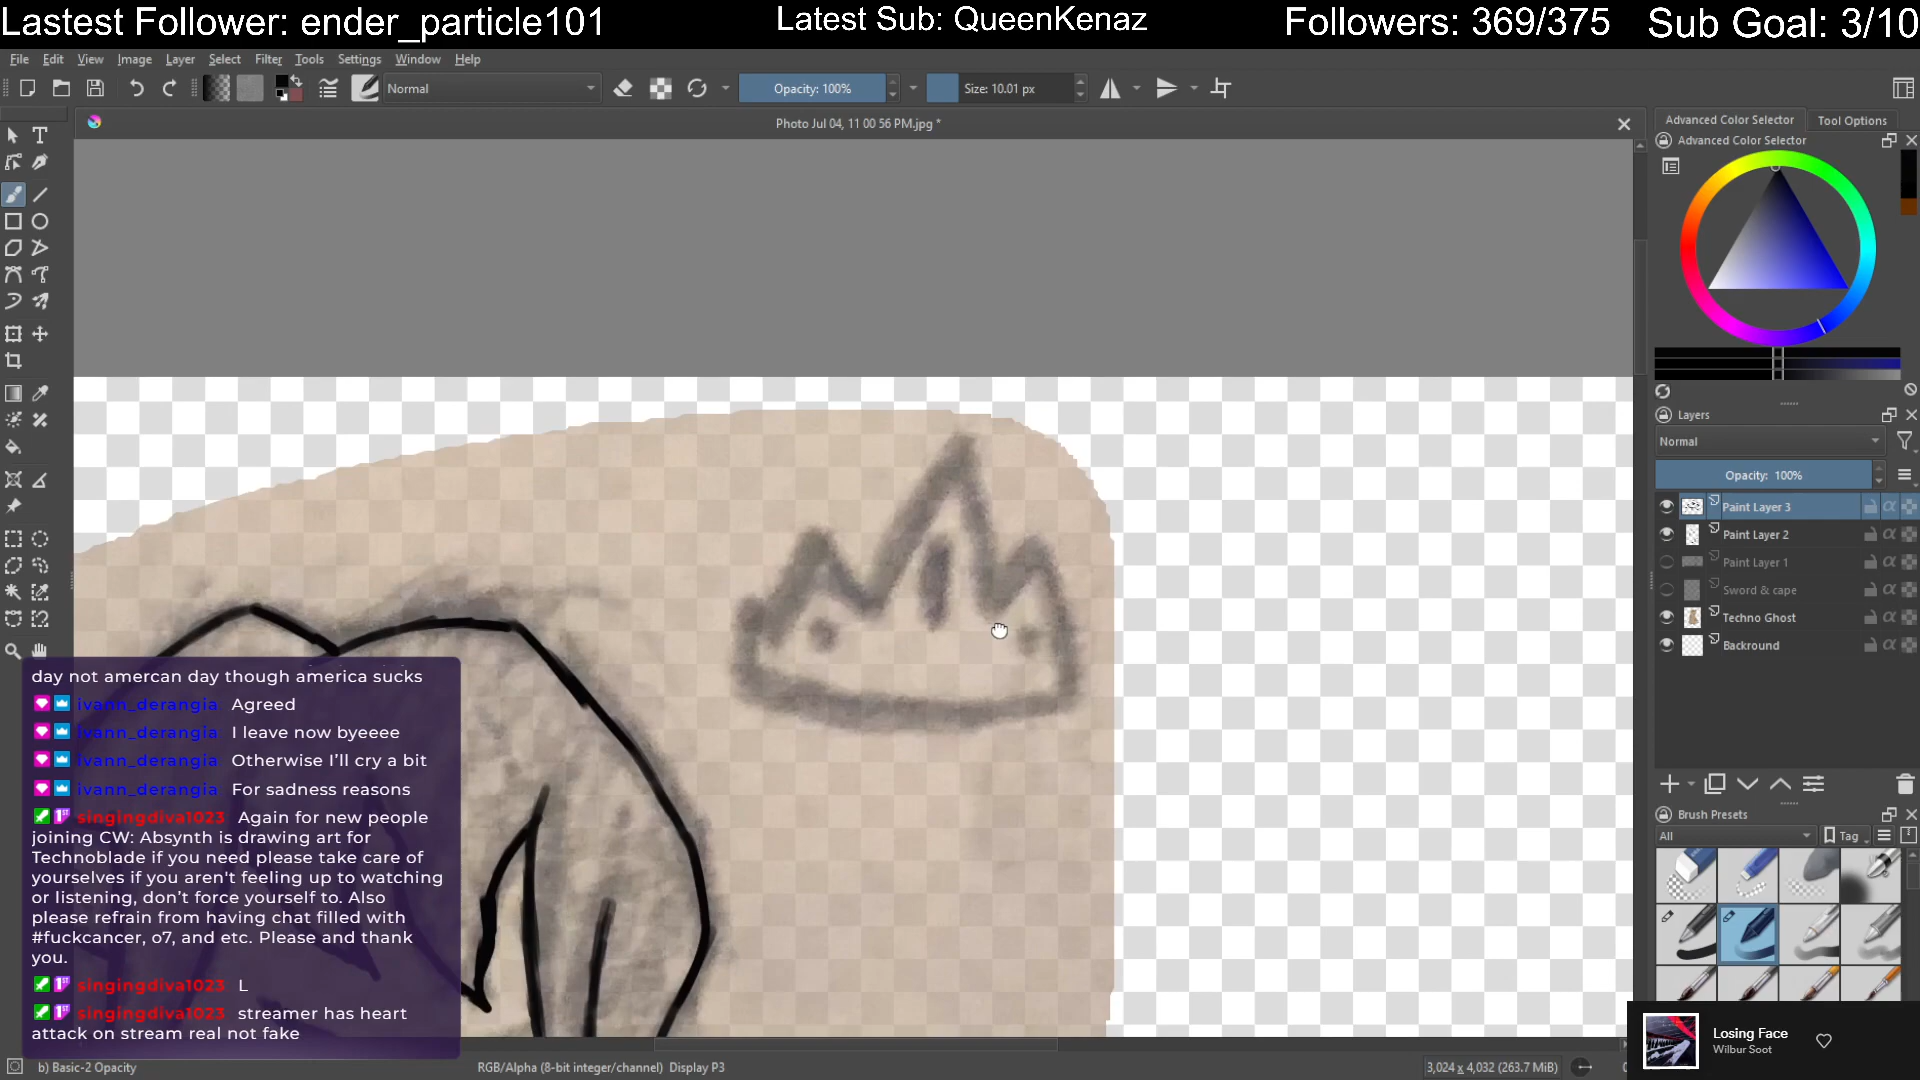 Lastest Follower: ender_particle101
Latest Sub: QueenKenaz
Followers: 369/375
Sub Goal: 3/10
File Edit View Image Layer Select Filter Tools Settings Window Help
Normal
Opacity: 100%
Size: 10.01 px
Photo Jul 04, 11 00 56 PM.jpg *
Advanced Color Selector
Tool Options
Advanced Color Selector
Layers
Normal
Opacity: 100%
Paint Layer 3
Paint Layer 2
Paint Layer 1
Sword & cape
Techno Ghost
Backround
Brush Presets
All
Tag
day not amercan day though america sucks
ivann_derangia Agreed
ivann_derangia I leave now byeeee
ivann_derangia Otherwise I'll cry a bit
ivann_derangia For sadness reasons
singingdiva1023 Again for new people
joining CW: Absynth is drawing art for
Technoblade if you need please take care of
yourselves if you aren't feeling up to watching
or listening, don't force yourself to. Also
please refrain from having chat filled with
#fuckcancer, o7, and etc. Please and thank
you.
singingdiva1023 L
singingdiva1023 streamer has heart
attack on stream real not fake
Losing Face
Wilbur Soot
b) Basic-2 Opacity
RGB/Alpha (8-bit integer/channel) Display P3
3,024 x 4,032 (263.7 MiB)